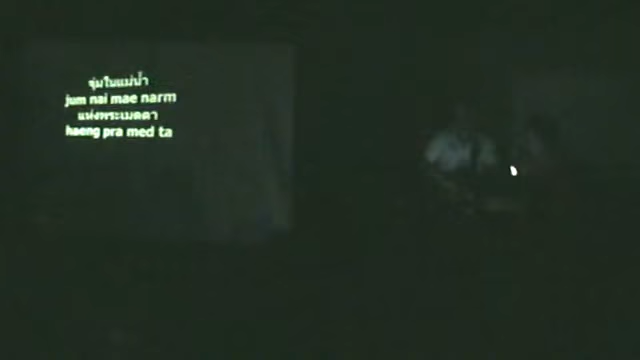 จุ่มในแม่น้ำ
jum nai mae narm
แห่งพระเมตตา
haeng pra med ta